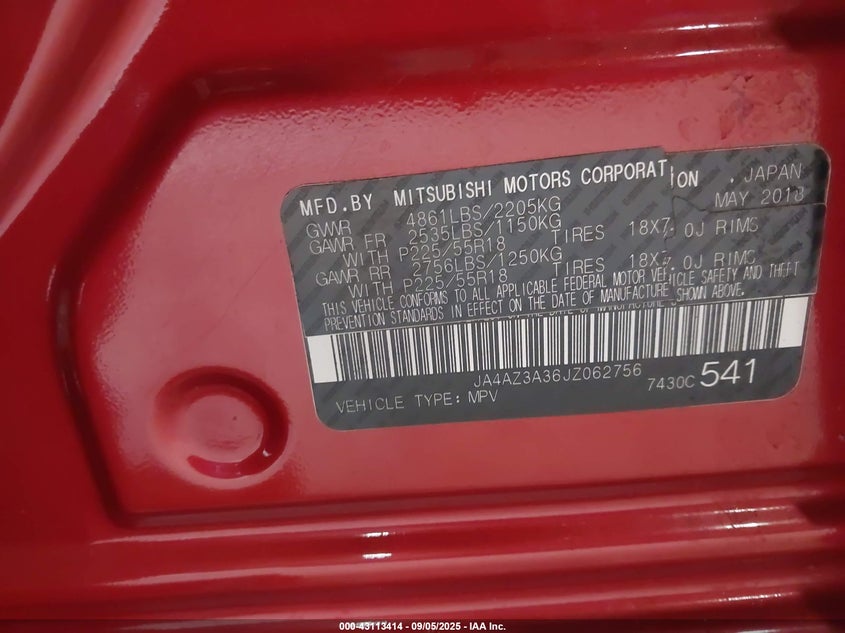 MFD.BY MITSUBISHI MOTORS CORPORATION , JAPAN
GVWR 4861LBS/2205KG MAY 2018
GAWR FR 2535LBS/1150KG
WITH P225/55R18 TIRES 18X7.0J RIMS
GAWR RR 2756LBS/1250KG
WITH P225/55R18 TIRES 18X7.0J RIMS
THIS VEHICLE CONFORMS TO ALL APPLICABLE FEDERAL MOTOR VEHICLE SAFETY AND THEFT
PREVENTION STANDARDS IN EFFECT ON THE DATE OF MANUFACTURE SHOWN ABOVE.
JA4AZ3A36JZ062756
VEHICLE TYPE: MPV 7430C 541
000-43113414 - 09/05/2025 - IAA Inc.